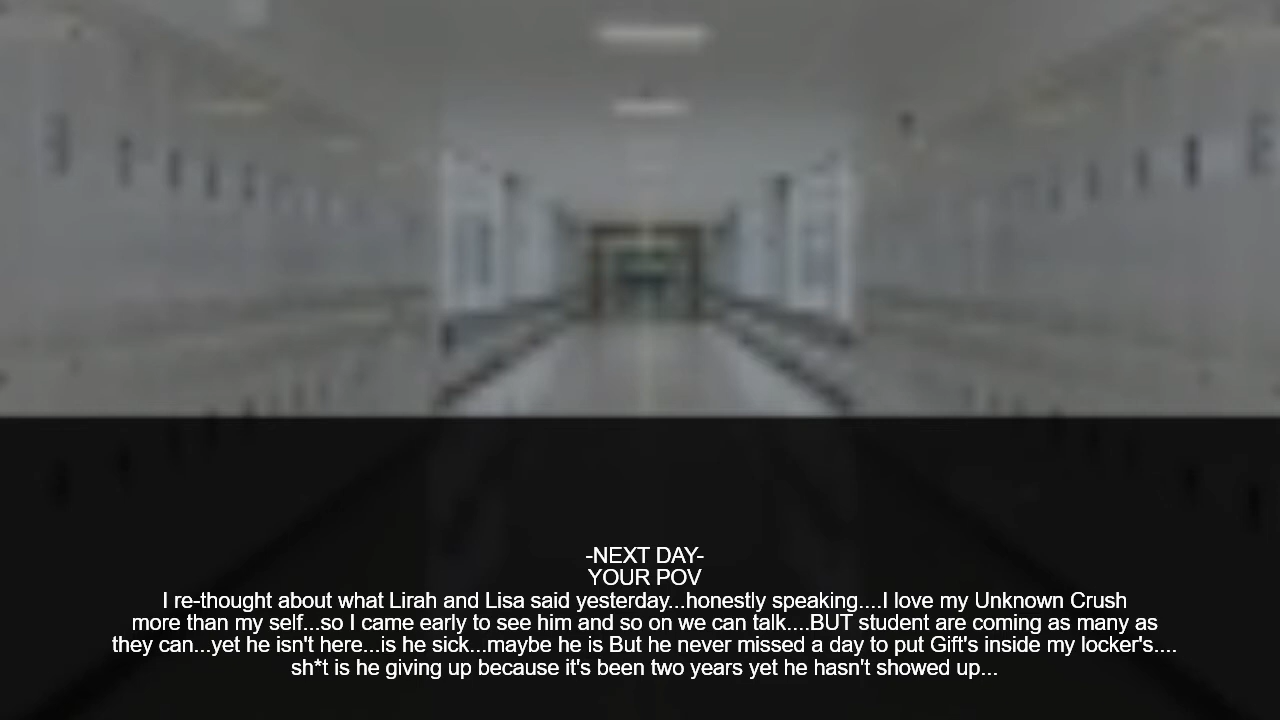 -NEXT DAY-
YOUR POV
I re-thought about what Lirah and Lisa said yesterday...honestly speaking....I love my Unknown Crush
more than my self...so I came early to see him and so on we can talk....BUT student are coming as many as
they can...yet he isn't here...is he sick...maybe he is But he never missed a day to put Gift's inside my locker's....
sh*t is he giving up because it's been two years yet he hasn't showed up...